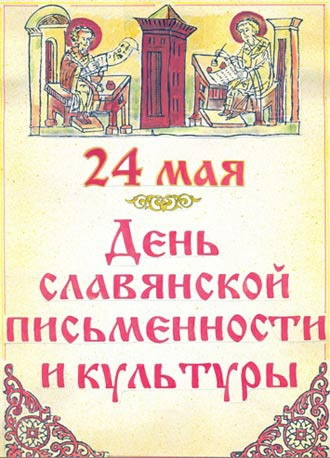 24 мая
День
славянской
письменности
и культуры